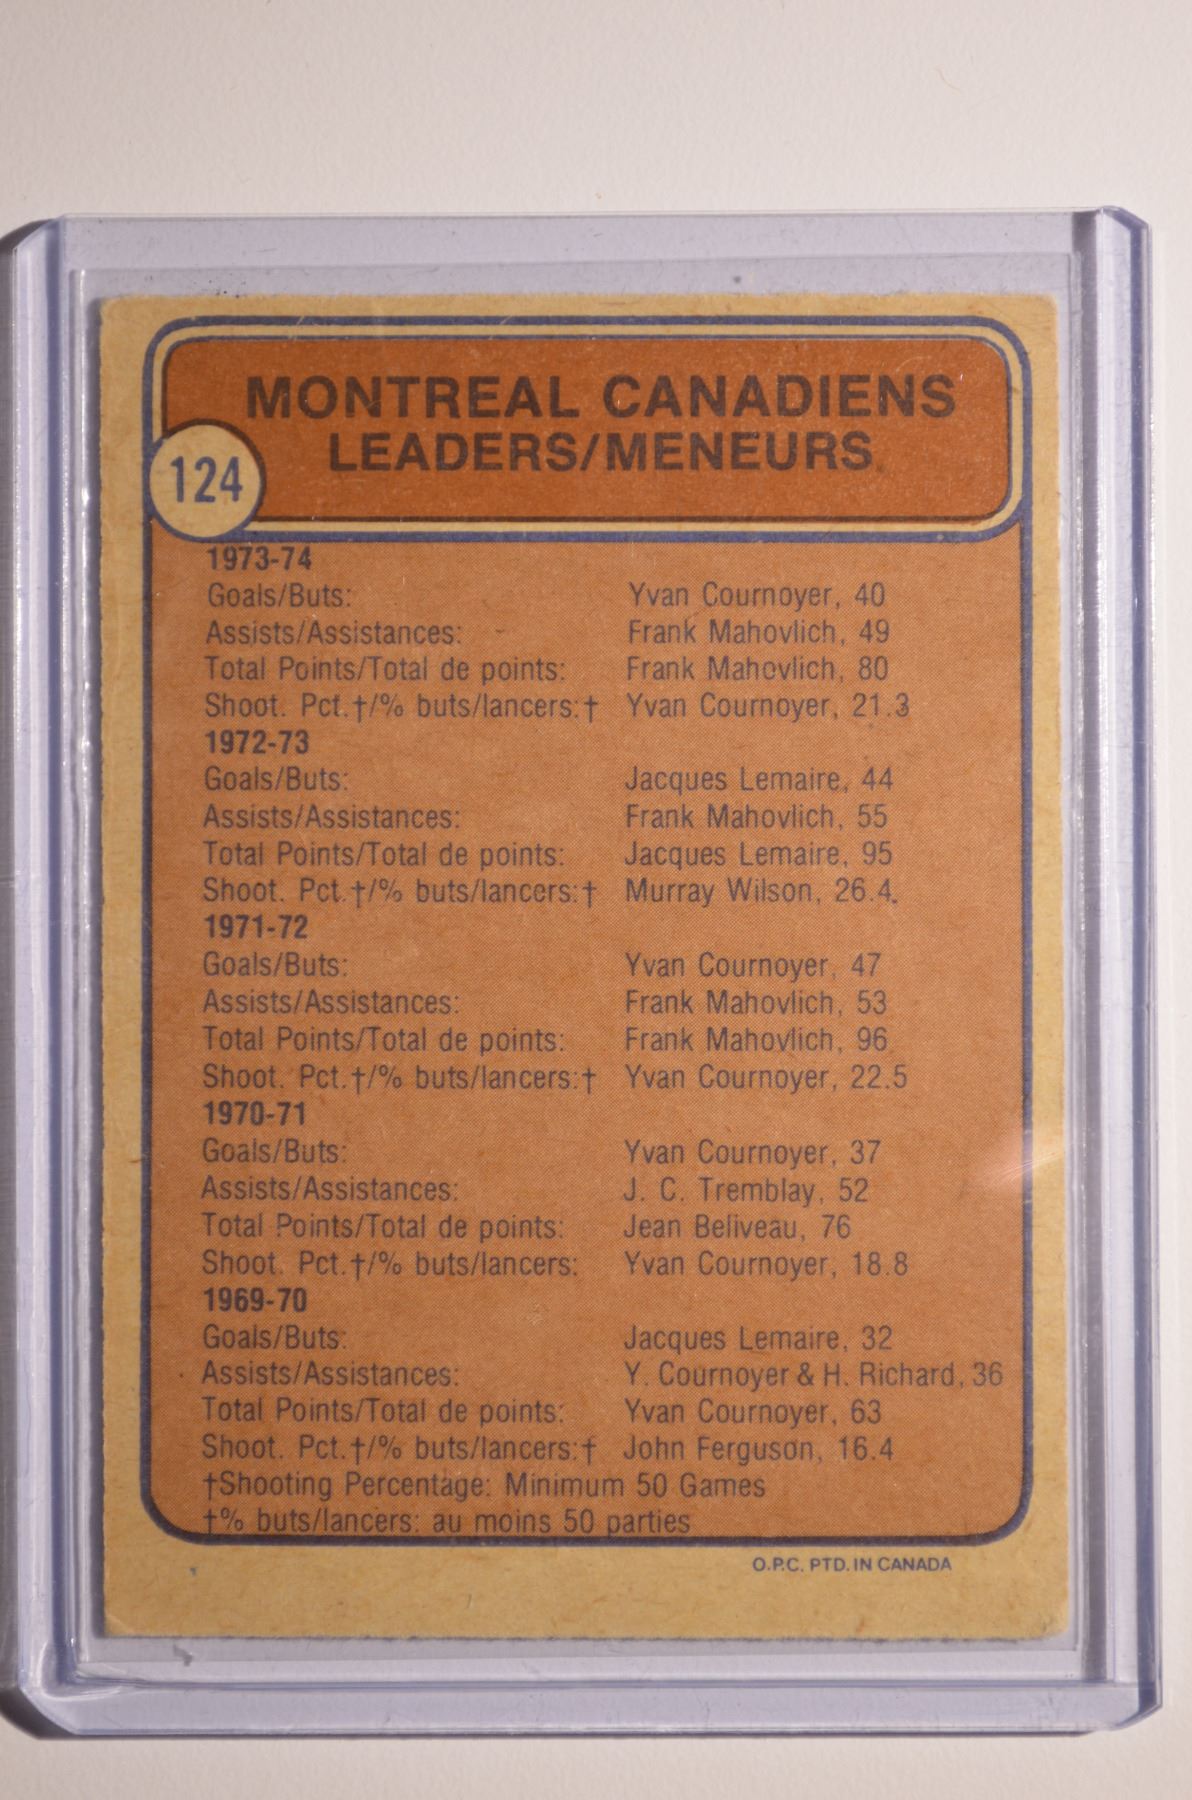 MONTREAL CANADIENS
LEADERS/MENEURS
124
1973-74
Goals/Buts: Yvan Cournoyer, 40
Assists/Assistances: Frank Mahovlich, 49
Total Points/Total de points: Frank Mahovlich, 80
Shoot. Pct.†/% buts/lancers:† Yvan Cournoyer, 21.3
1972-73
Goals/Buts: Jacques Lemaire, 44
Assists/Assistances: Frank Mahovlich, 55
Total Points/Total de points: Jacques Lemaire, 95
Shoot. Pct.†/% buts/lancers:† Murray Wilson, 26.4.
1971-72
Goals/Buts: Yvan Cournoyer, 47
Assists/Assistances: Frank Mahovlich, 53
Total Points/Total de points: Frank Mahovlich, 96
Shoot. Pct.†/% buts/lancers:† Yvan Cournoyer, 22.5
1970-71
Goals/Buts: Yvan Cournoyer, 37
Assists/Assistances: J. C. Tremblay, 52
Total Points/Total de points: Jean Beliveau, 76
Shoot. Pct.†/% buts/lancers: Yvan Cournoyer, 18.8
1969-70
Goals/Buts: Jacques Lemaire, 32
Assists/Assistances: Y. Cournoyer & H. Richard, 36
Total Points/Total de points: Yvan Cournoyer, 63
Shoot. Pct.†/% buts/lancers:† John Ferguson, 16.4
†Shooting Percentage: Minimum 50 Games
†% buts/lancers: au moins 50 parties
O.P.C. PTD. IN CANADA